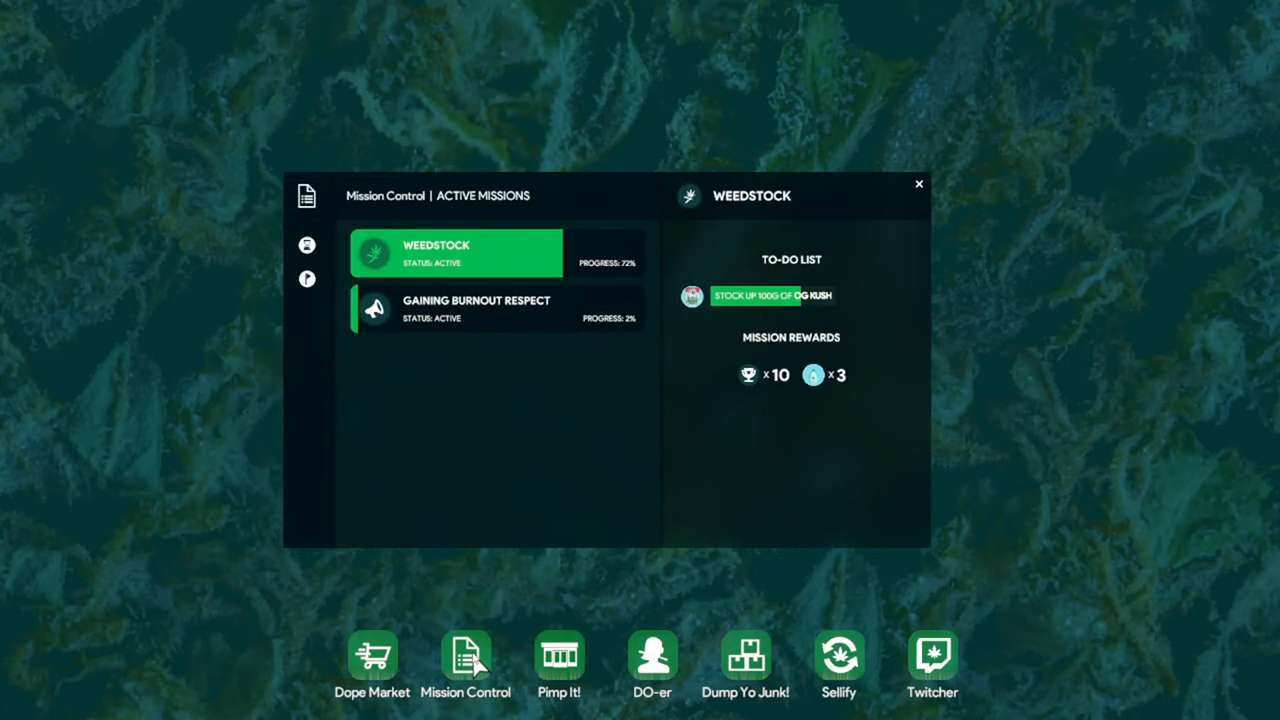 Mission Control | ACTIVE MISSIONS
WEEDSTOCK
WEEDSTOCK
STATUS: ACTIVE
PROGRESS: 72%
GAINING BURNOUT RESPECT
STATUS: ACTIVE
PROGRESS: 2%
TO-DO LIST
STOCK UP 100G OF OG KUSH
MISSION REWARDS
x 10 x 3
Dope Market
Mission Control
Pimp It!
DO-er
Dump Yo Junk!
Sellify
Twitcher